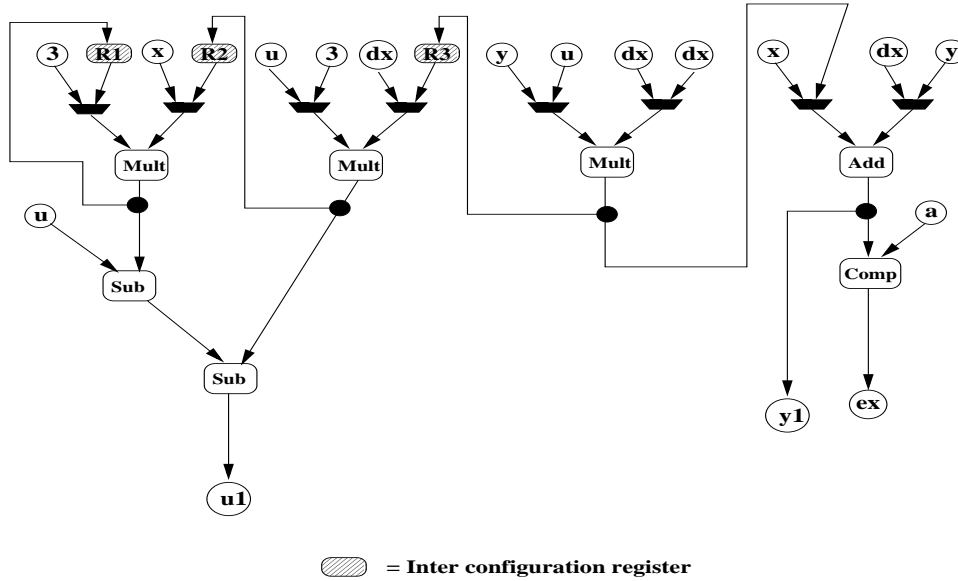 3 R1 x R2 u 3 dx R3 y u dx dx x dx y
Mult Mult Mult Add
u a
Sub Comp
Sub
y1 ex
u1
= Inter configuration register